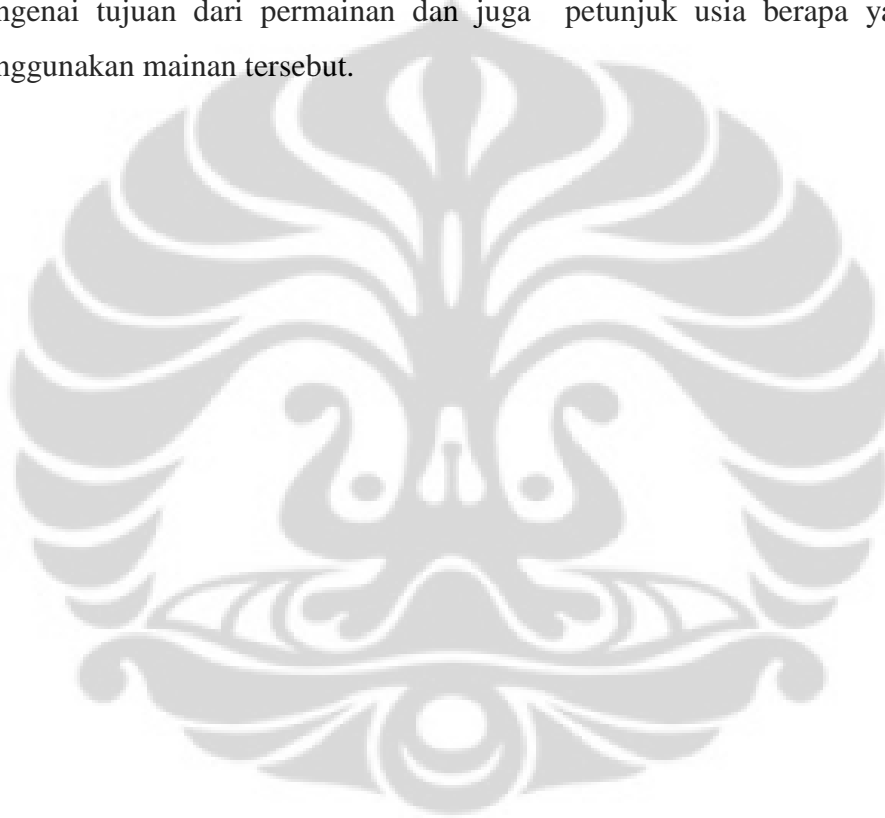 ngenai tujuan dari permainan dan juga petunjuk usia berapa ya
nggunakan mainan tersebut.